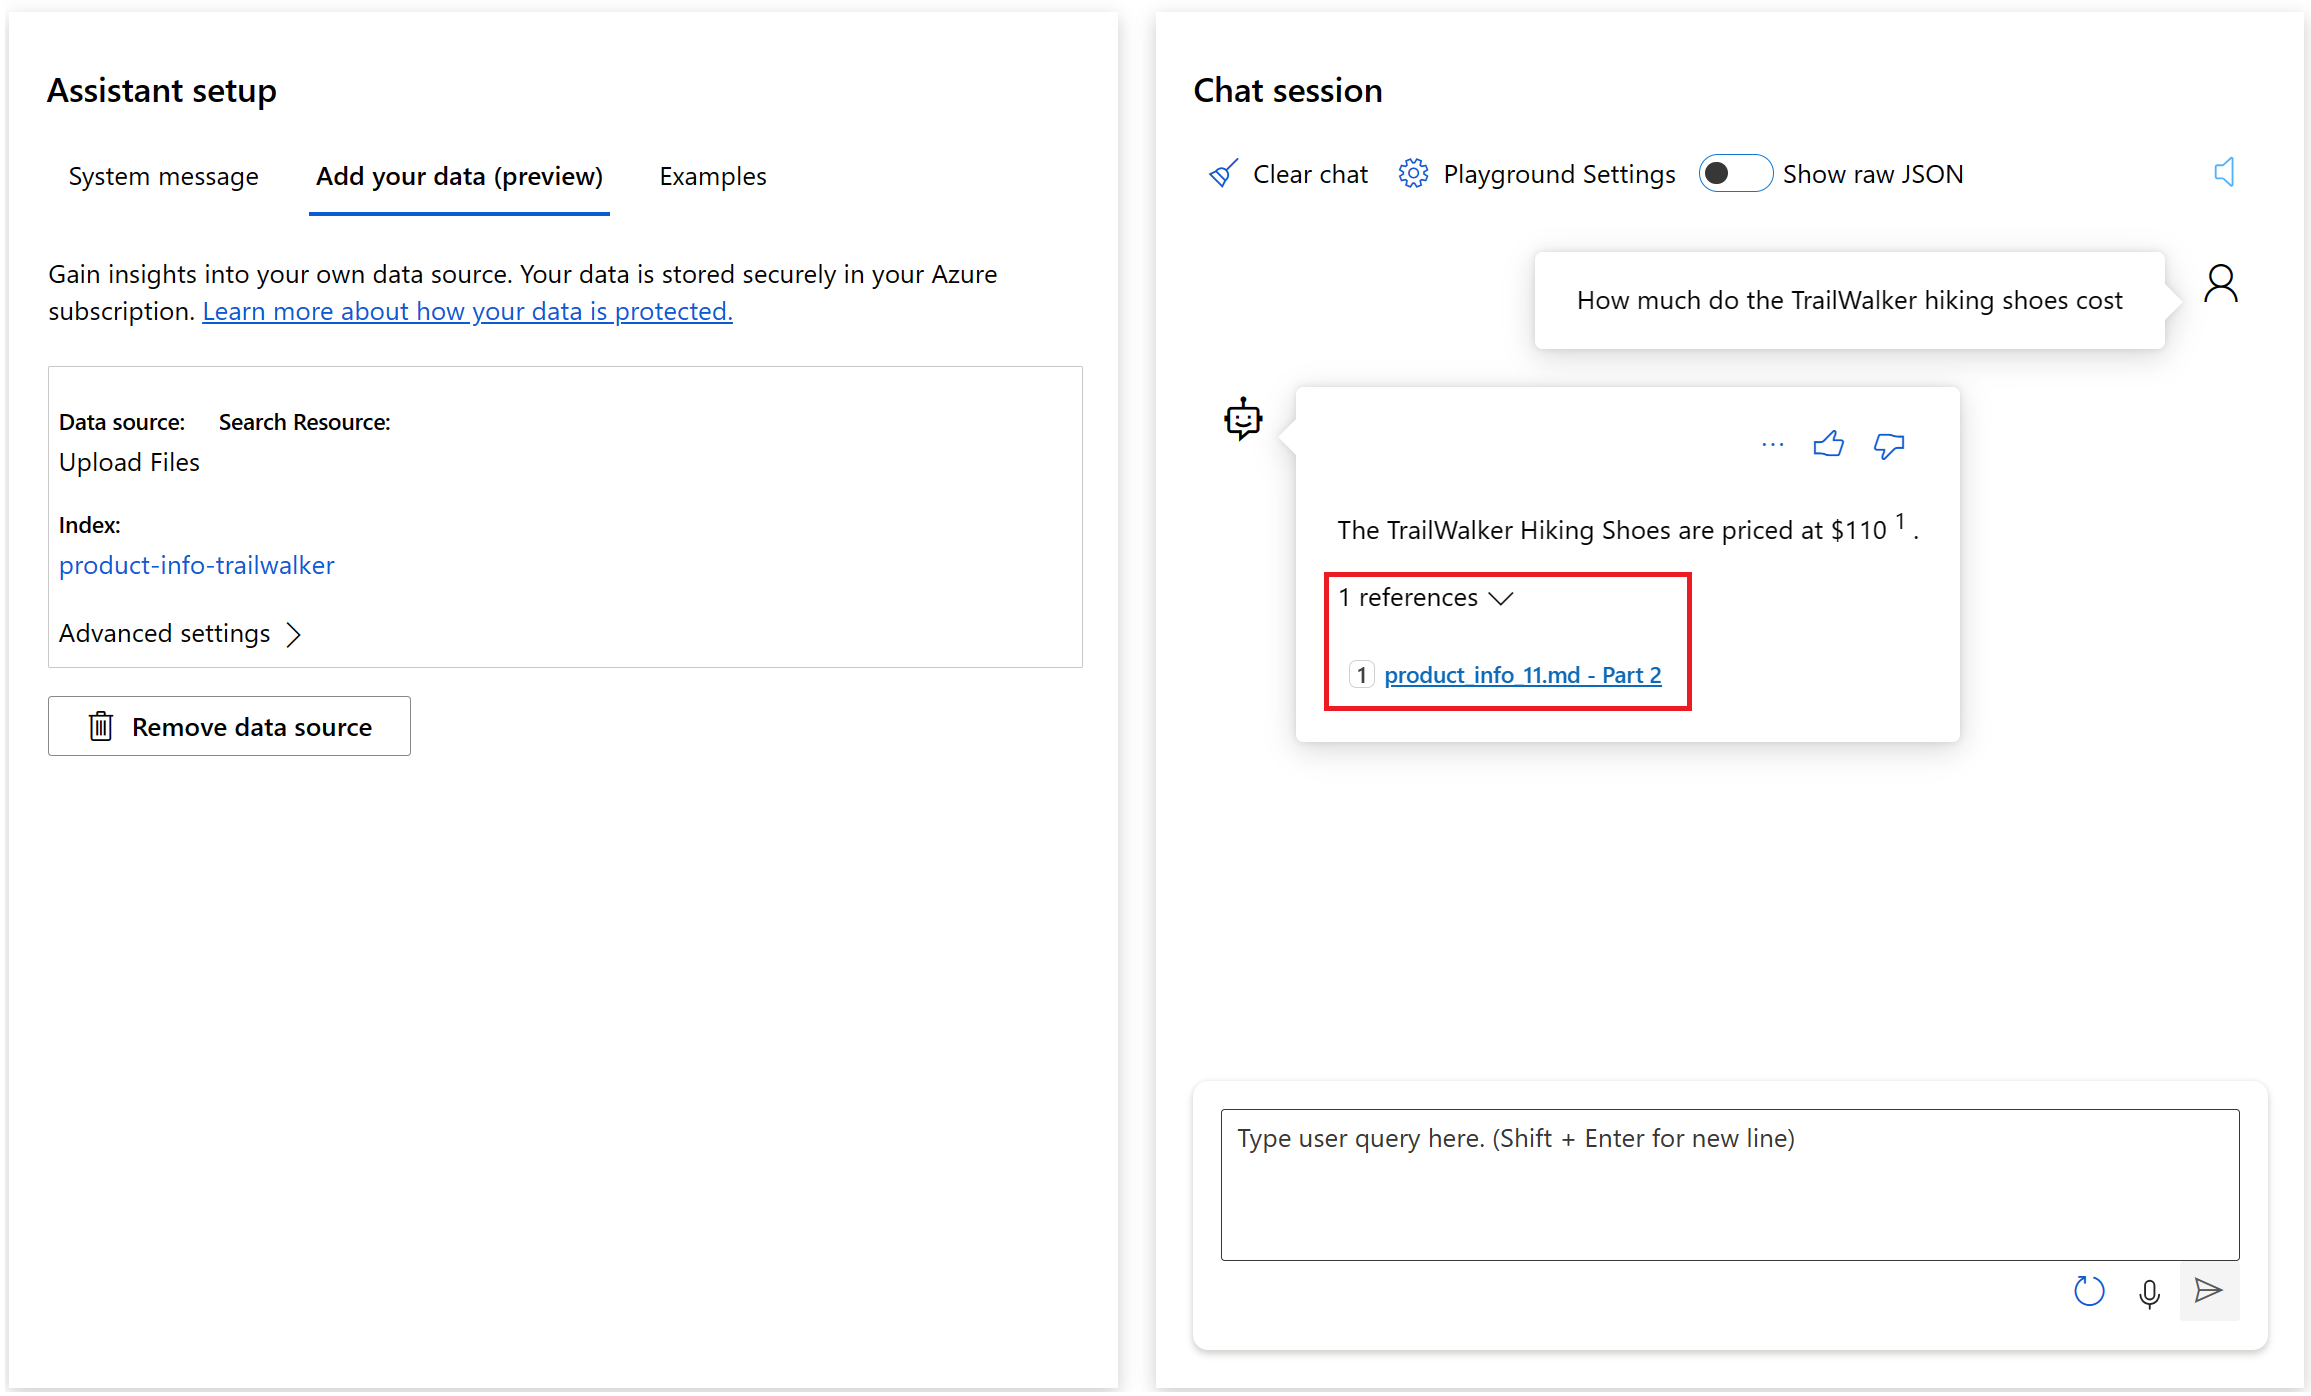 Assistant setup
System message
Add your data (preview)
Examples
Gain insights into your own data source. Your data is stored securely in your Azure
subscription. Learn more about how your data is protected.
Data source:
Search Resource:
Upload Files
Index:
product-info-trailwalker
Advanced settings
Remove data source
Chat session
Clear chat
Playground Settings
Show raw JSON
How much do the TrailWalker hiking shoes cost
The TrailWalker Hiking Shoes are priced at $110 1 .
1 references
1 product_info_11.md - Part 2
Type user query here. (Shift + Enter for new line)